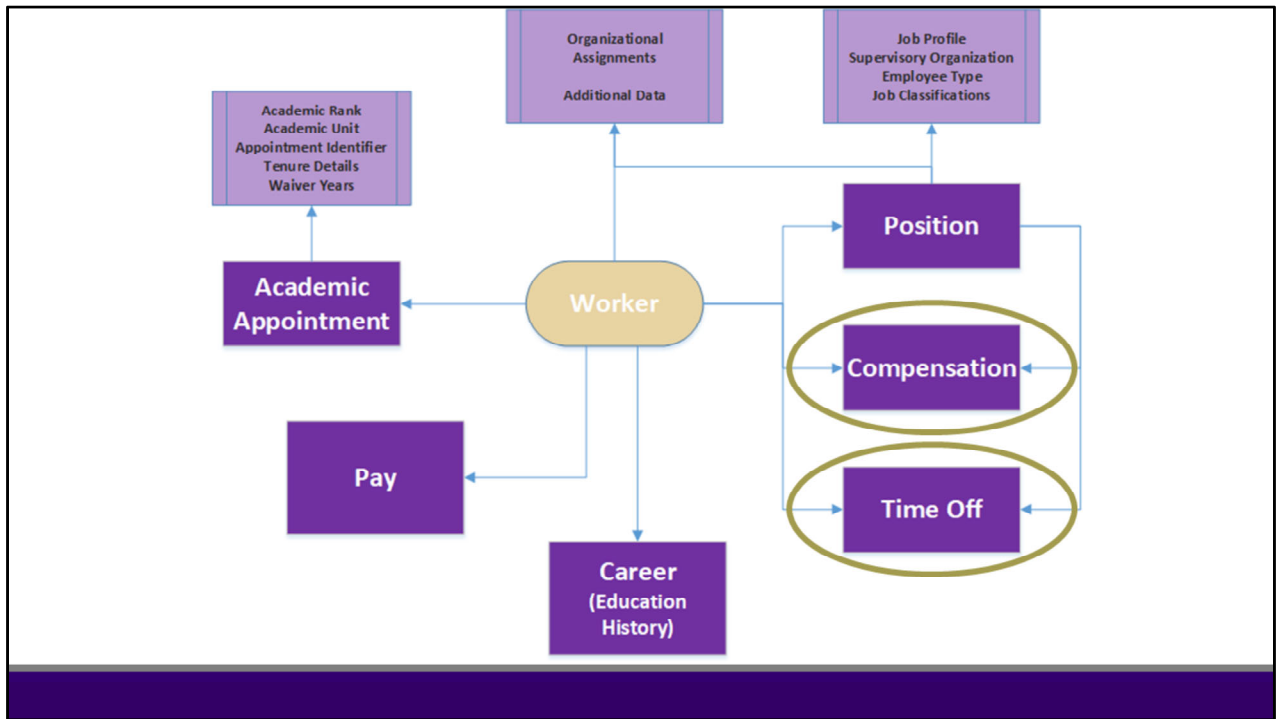 Organizational
Assignments
Additional Data
Job Profile
Supervisory Organization
Employee Type
Job Classifications
Academic Rank
Academic Unit
Appointment Identifier
Tenure Details
Waiver Years
Position
Academic
Appointment
Worker
Compensation
Pay
Time Off
Career
(Education
History)